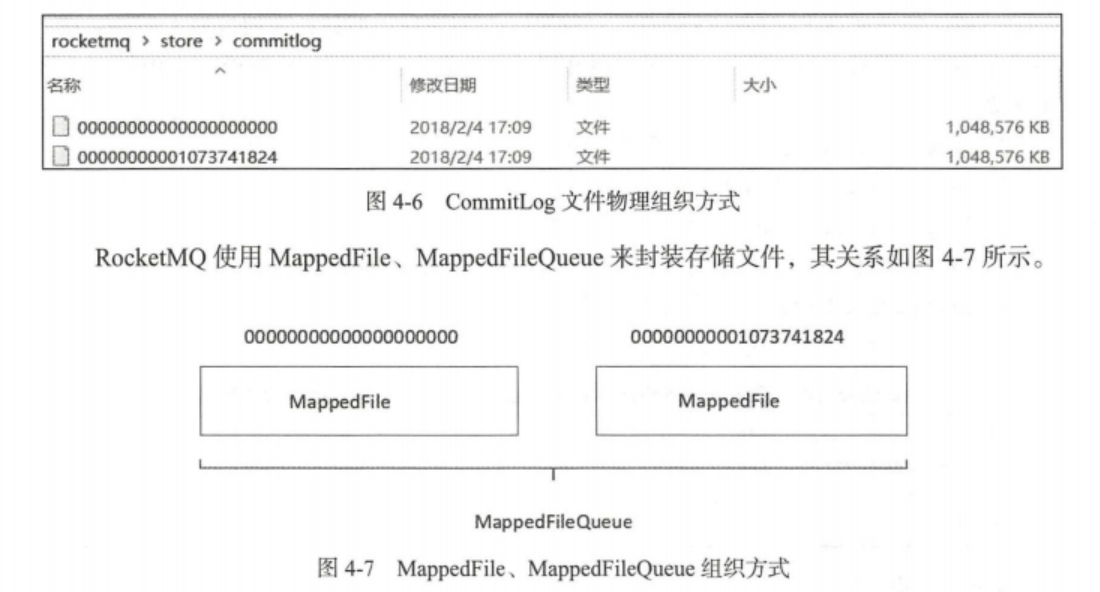 rocketmq > store > commitlog
名称 修改日期 类型 大小
00000000000000000000 2018/2/4 17:09 文件 1,048,576 KB
00000000001073741824 2018/2/4 17:09 文件 1,048,576 KB
图 4-6 CommitLog 文件物理组织方式
RocketMQ 使用 MappedFile、MappedFileQueue 来封装存储文件，其关系如图 4-7 所示。
00000000000000000000 00000000001073741824
MappedFile MappedFile
MappedFileQueue
图 4-7 MappedFile、MappedFileQueue 组织方式